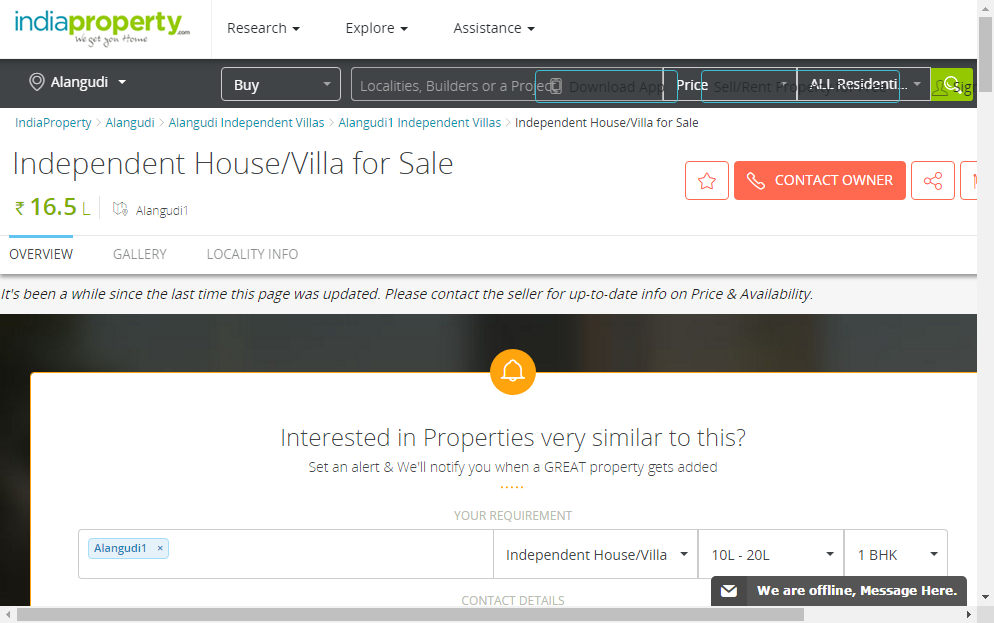 indiaproperty.com
We get you Home
Research Explore Assistance
Alangudi Buy Localities, Builders or a Project Download App Price Sell/Rent Property ALL Residenti... Sig
IndiaProperty > Alangudi > Alangudi Independent Villas > Alangudi1 Independent Villas > Independent House/Villa for Sale
Independent House/Villa for Sale
CONTACT OWNER
₹ 16.5 L Alangudi1
OVERVIEW GALLERY LOCALITY INFO
It's been a while since the last time this page was updated. Please contact the seller for up-to-date info on Price & Availability.
Interested in Properties very similar to this?
Set an alert & We'll notify you when a GREAT property gets added
YOUR REQUIREMENT
Alangudi1 × Independent House/Villa 10L - 20L 1 BHK
We are offline, Message Here.
CONTACT DETAILS